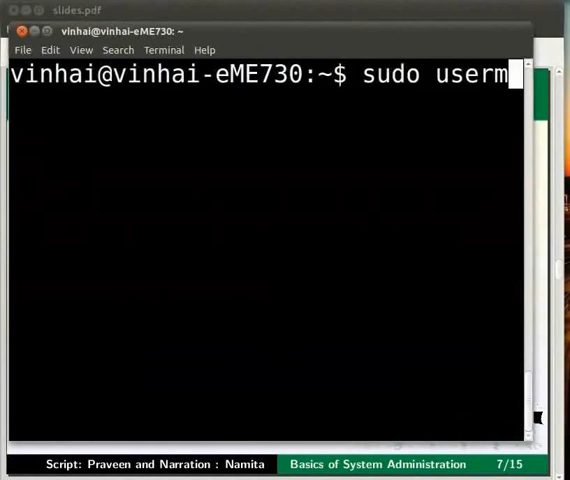 slides.pdf
vinhai@vinhai-eME730: ~
File Edit View Search Terminal Help
vinhai@vinhai-eME730:~$ sudo userm
Script: Praveen and Narration : Namita Basics of System Administration 7/15